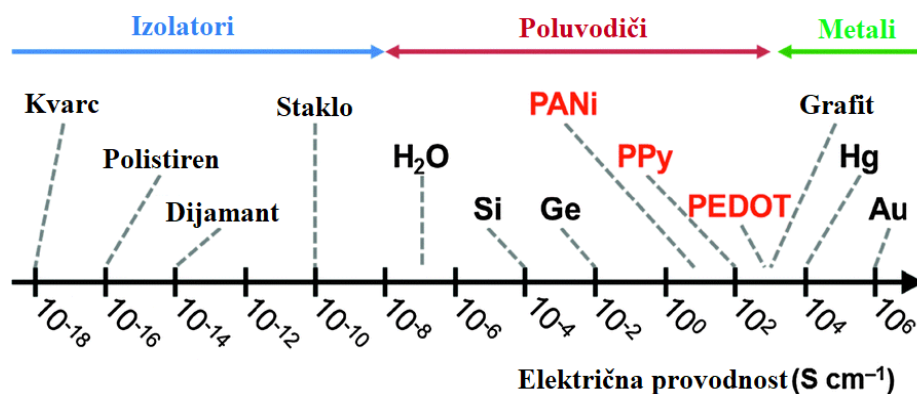 Izolatori Poluvodiči Metali
Kvarc Staklo PANi Grafit
Polistiren H₂O PPy Hg
Dijamant Si Ge PEDOT Au
10⁻¹⁸ 10⁻¹⁶ 10⁻¹⁴ 10⁻¹² 10⁻¹⁰ 10⁻⁸ 10⁻⁶ 10⁻⁴ 10⁻² 10⁰ 10² 10⁴ 10⁶
Električna provodnost (S cm⁻¹)